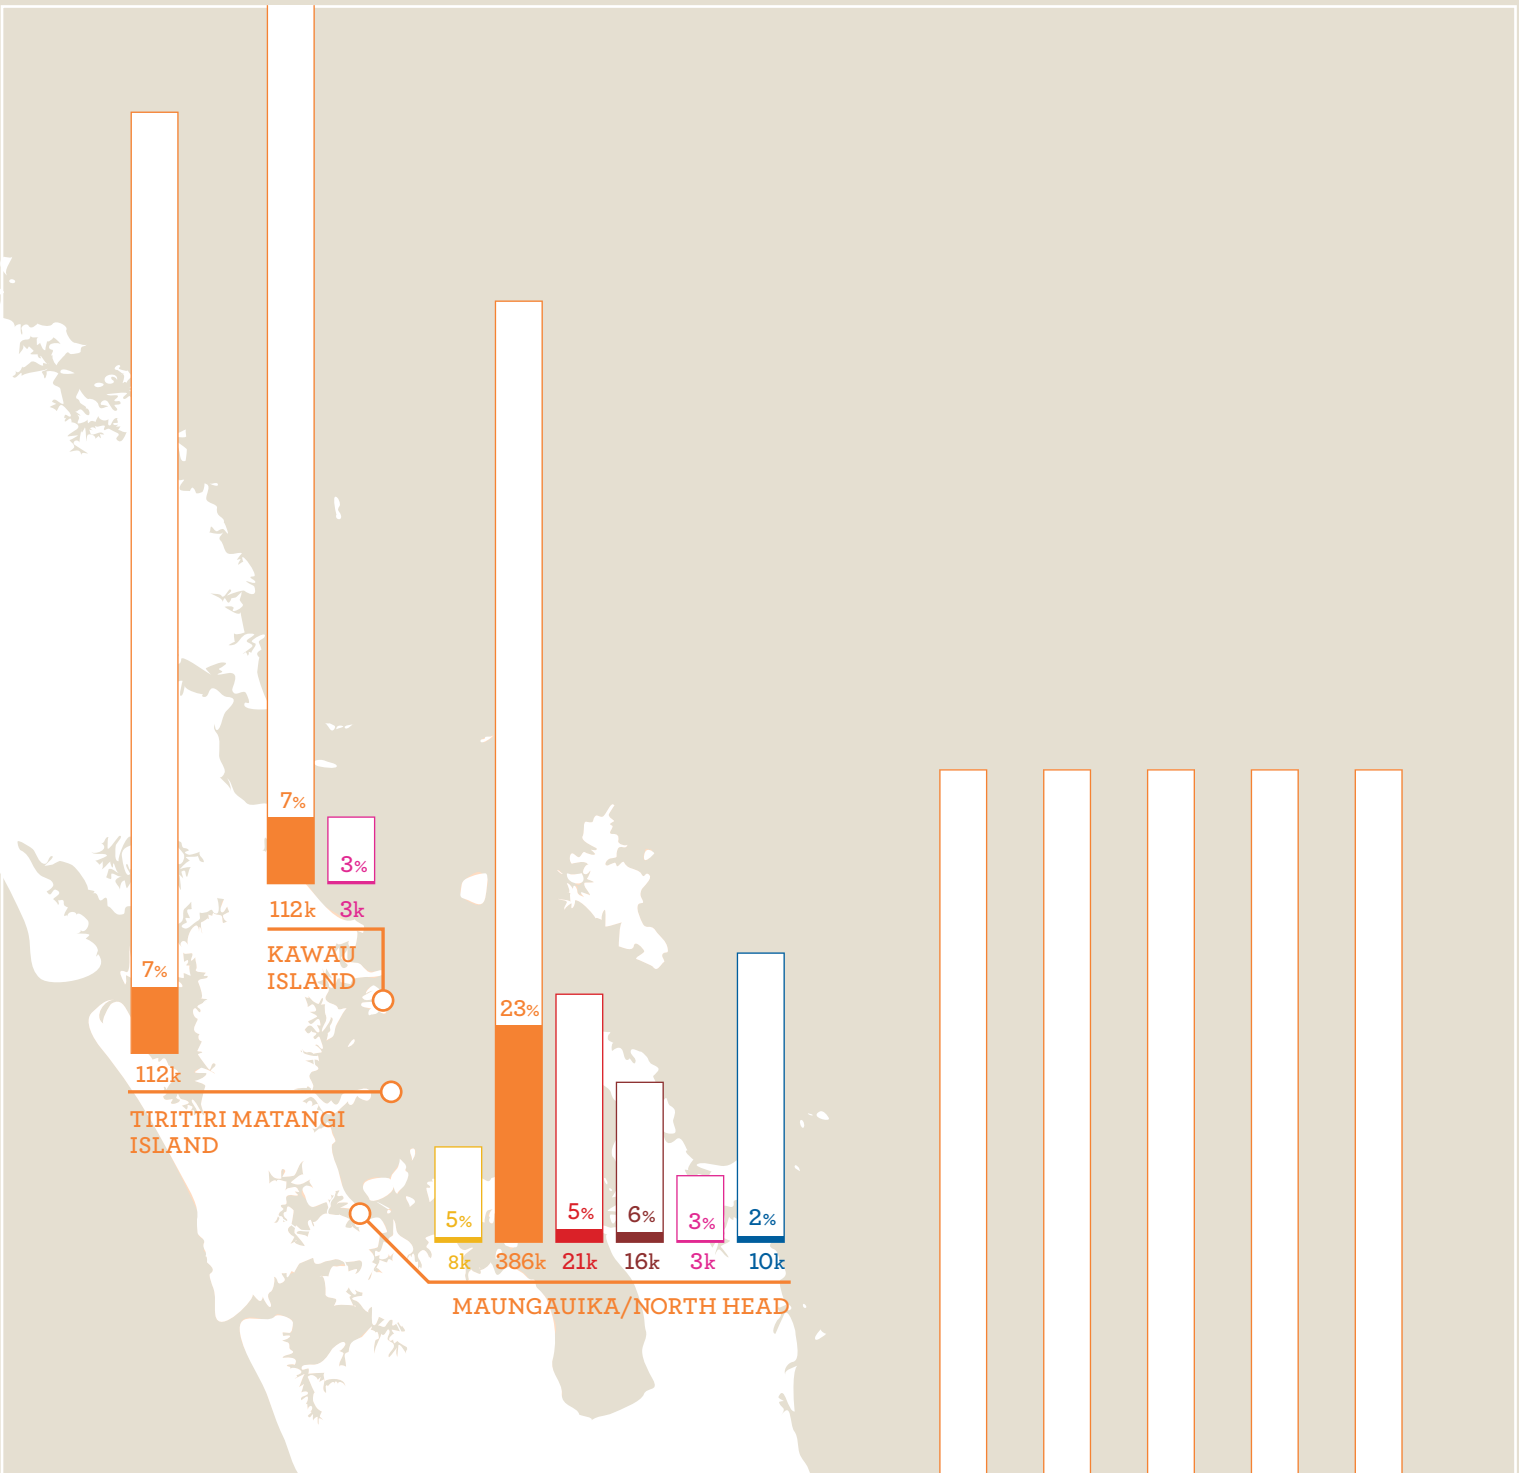 7%
3%
112k 3k
KAWAU
ISLAND
7%
112k
TIRITIRI MATANGI
ISLAND
5% 23% 5% 6% 3% 2%
8k 386k 21k 16k 3k 10k
MAUNGAUIKA/NORTH HEAD